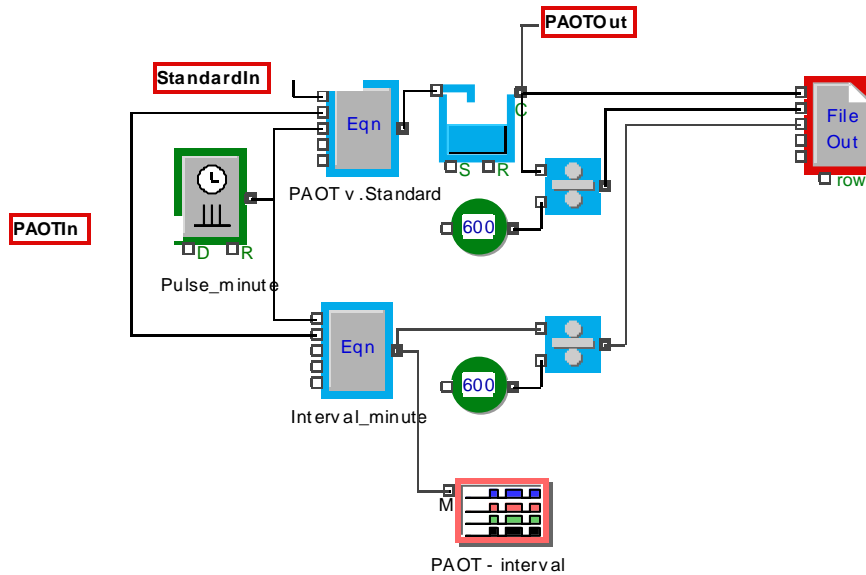 PAOTOut
StandardIn
Eqn
C
File
Out
S R
PAOT v.Standard
row
PAOTIn
600
D R
Pulse_minute
Eqn
600
Interval_minute
M
PAOT - interval